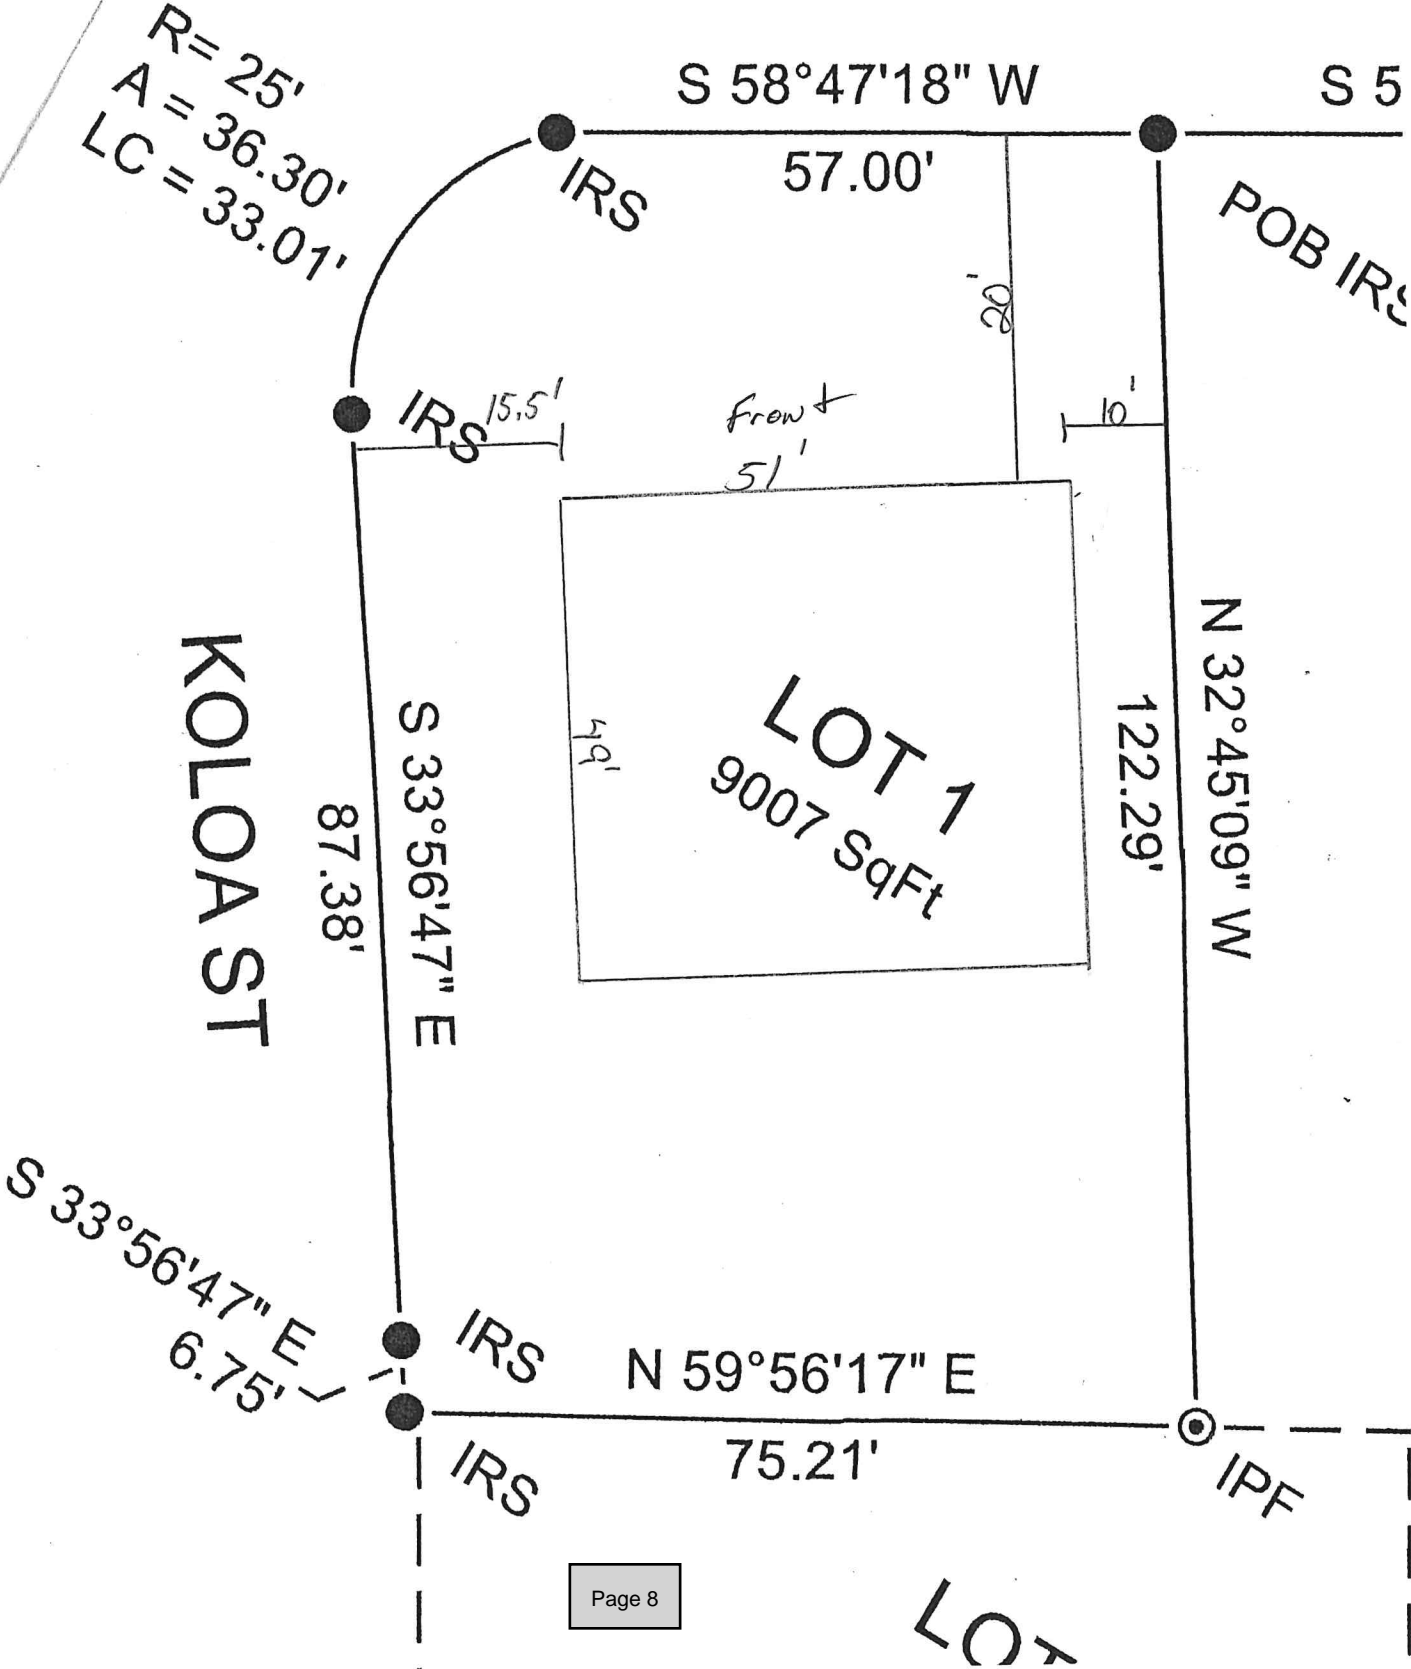 R= 25'
A = 36.30'
LC = 33.01'
S 58°47'18" W
57.00'
S 5
IRS
POB IRS
20'
IRS
15.5'
Front
51'
10'
KOLOA ST
S 33°56'47" E
87.38'
49'
LOT 1
9007 SqFt
N 32°45'09" W
122.29'
S 33°56'47" E
6.75'
IRS
N 59°56'17" E
75.21'
IRS
IPF
Page 8
LOT